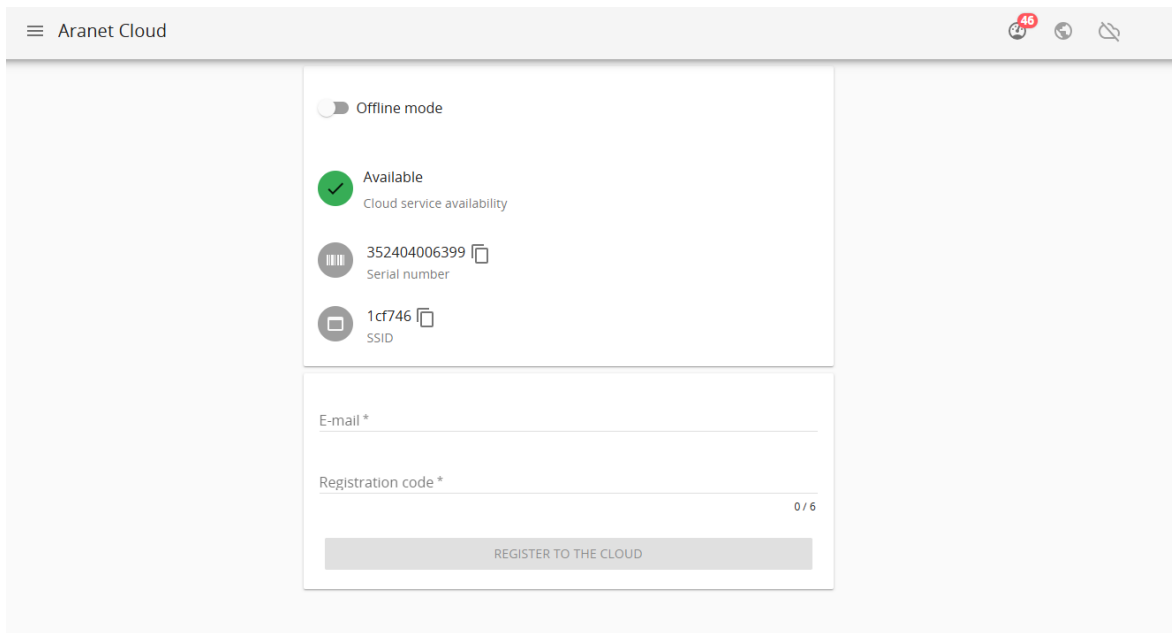 Aranet Cloud
46
Offline mode
Available
Cloud service availability
352404006399
Serial number
1cf746
SSID
E-mail *
Registration code *
0 / 6
REGISTER TO THE CLOUD